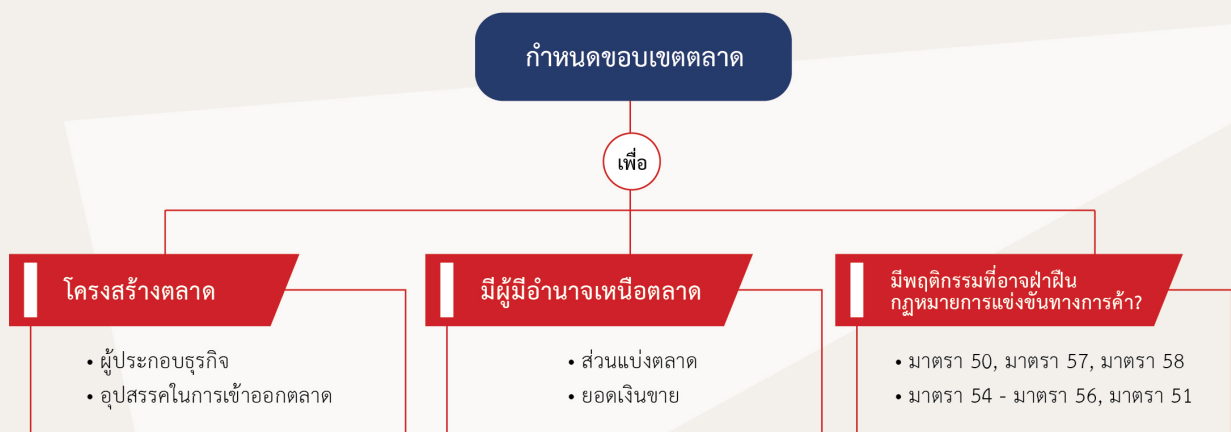 กำหนดขอบเขตตลาด
เพื่อ
โครงสร้างตลาด
• ผู้ประกอบธุรกิจ
• อุปสรรคในการเข้าออกตลาด
มีผู้มีอำนาจเหนือตลาด
• ส่วนแบ่งตลาด
• ยอดเงินขาย
มีพฤติกรรมที่อาจฝ่าฝืน
กฎหมายการแข่งขันทางการค้า?
• มาตรา 50, มาตรา 57, มาตรา 58
• มาตรา 54 - มาตรา 56, มาตรา 51